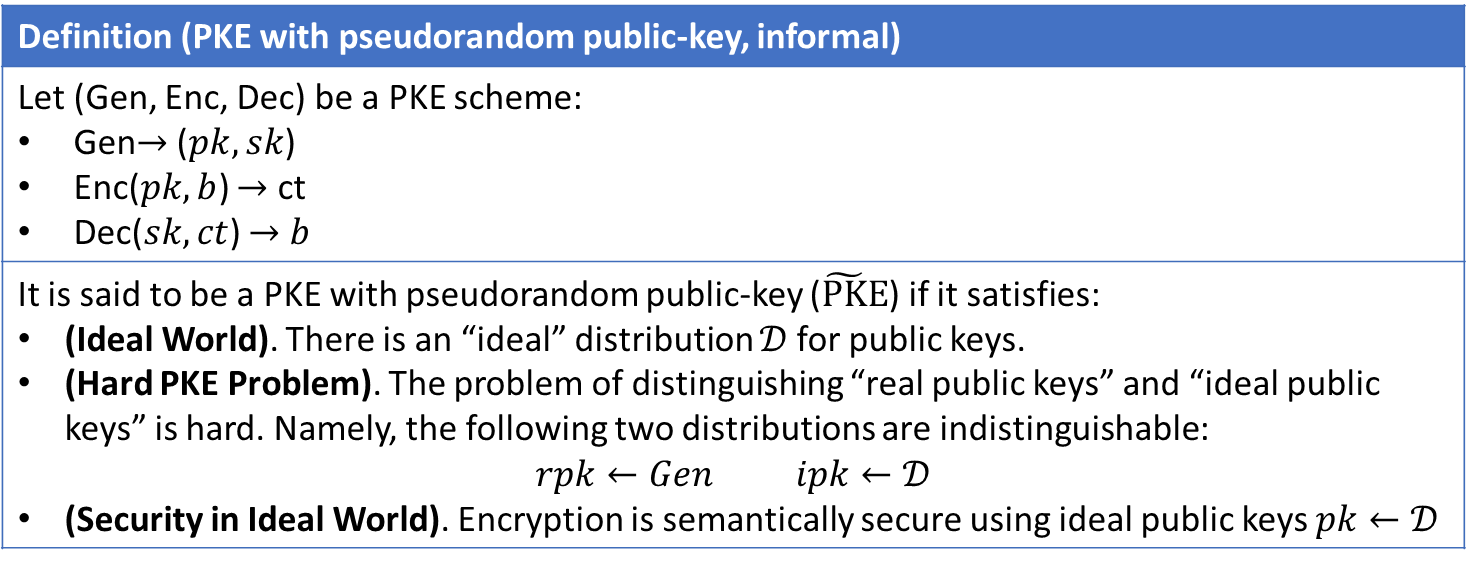 Definition (PKE with pseudorandom public-key, informal)
Let (Gen, Enc, Dec) be a PKE scheme:
• Gen→ (𝑝𝑘, 𝑠𝑘)
• Enc(𝑝𝑘, 𝑏) → ct
• Dec(𝑠𝑘, 𝑐𝑡) → 𝑏
It is said to be a PKE with pseudorandom public-key (P͠KE) if it satisfies:
• (Ideal World). There is an “ideal” distribution 𝒟 for public keys.
• (Hard PKE Problem). The problem of distinguishing “real public keys” and “ideal public
keys” is hard. Namely, the following two distributions are indistinguishable:
𝑟𝑝𝑘 ← 𝐺𝑒𝑛 𝑖𝑝𝑘 ← 𝒟
• (Security in Ideal World). Encryption is semantically secure using ideal public keys 𝑝𝑘 ← 𝒟